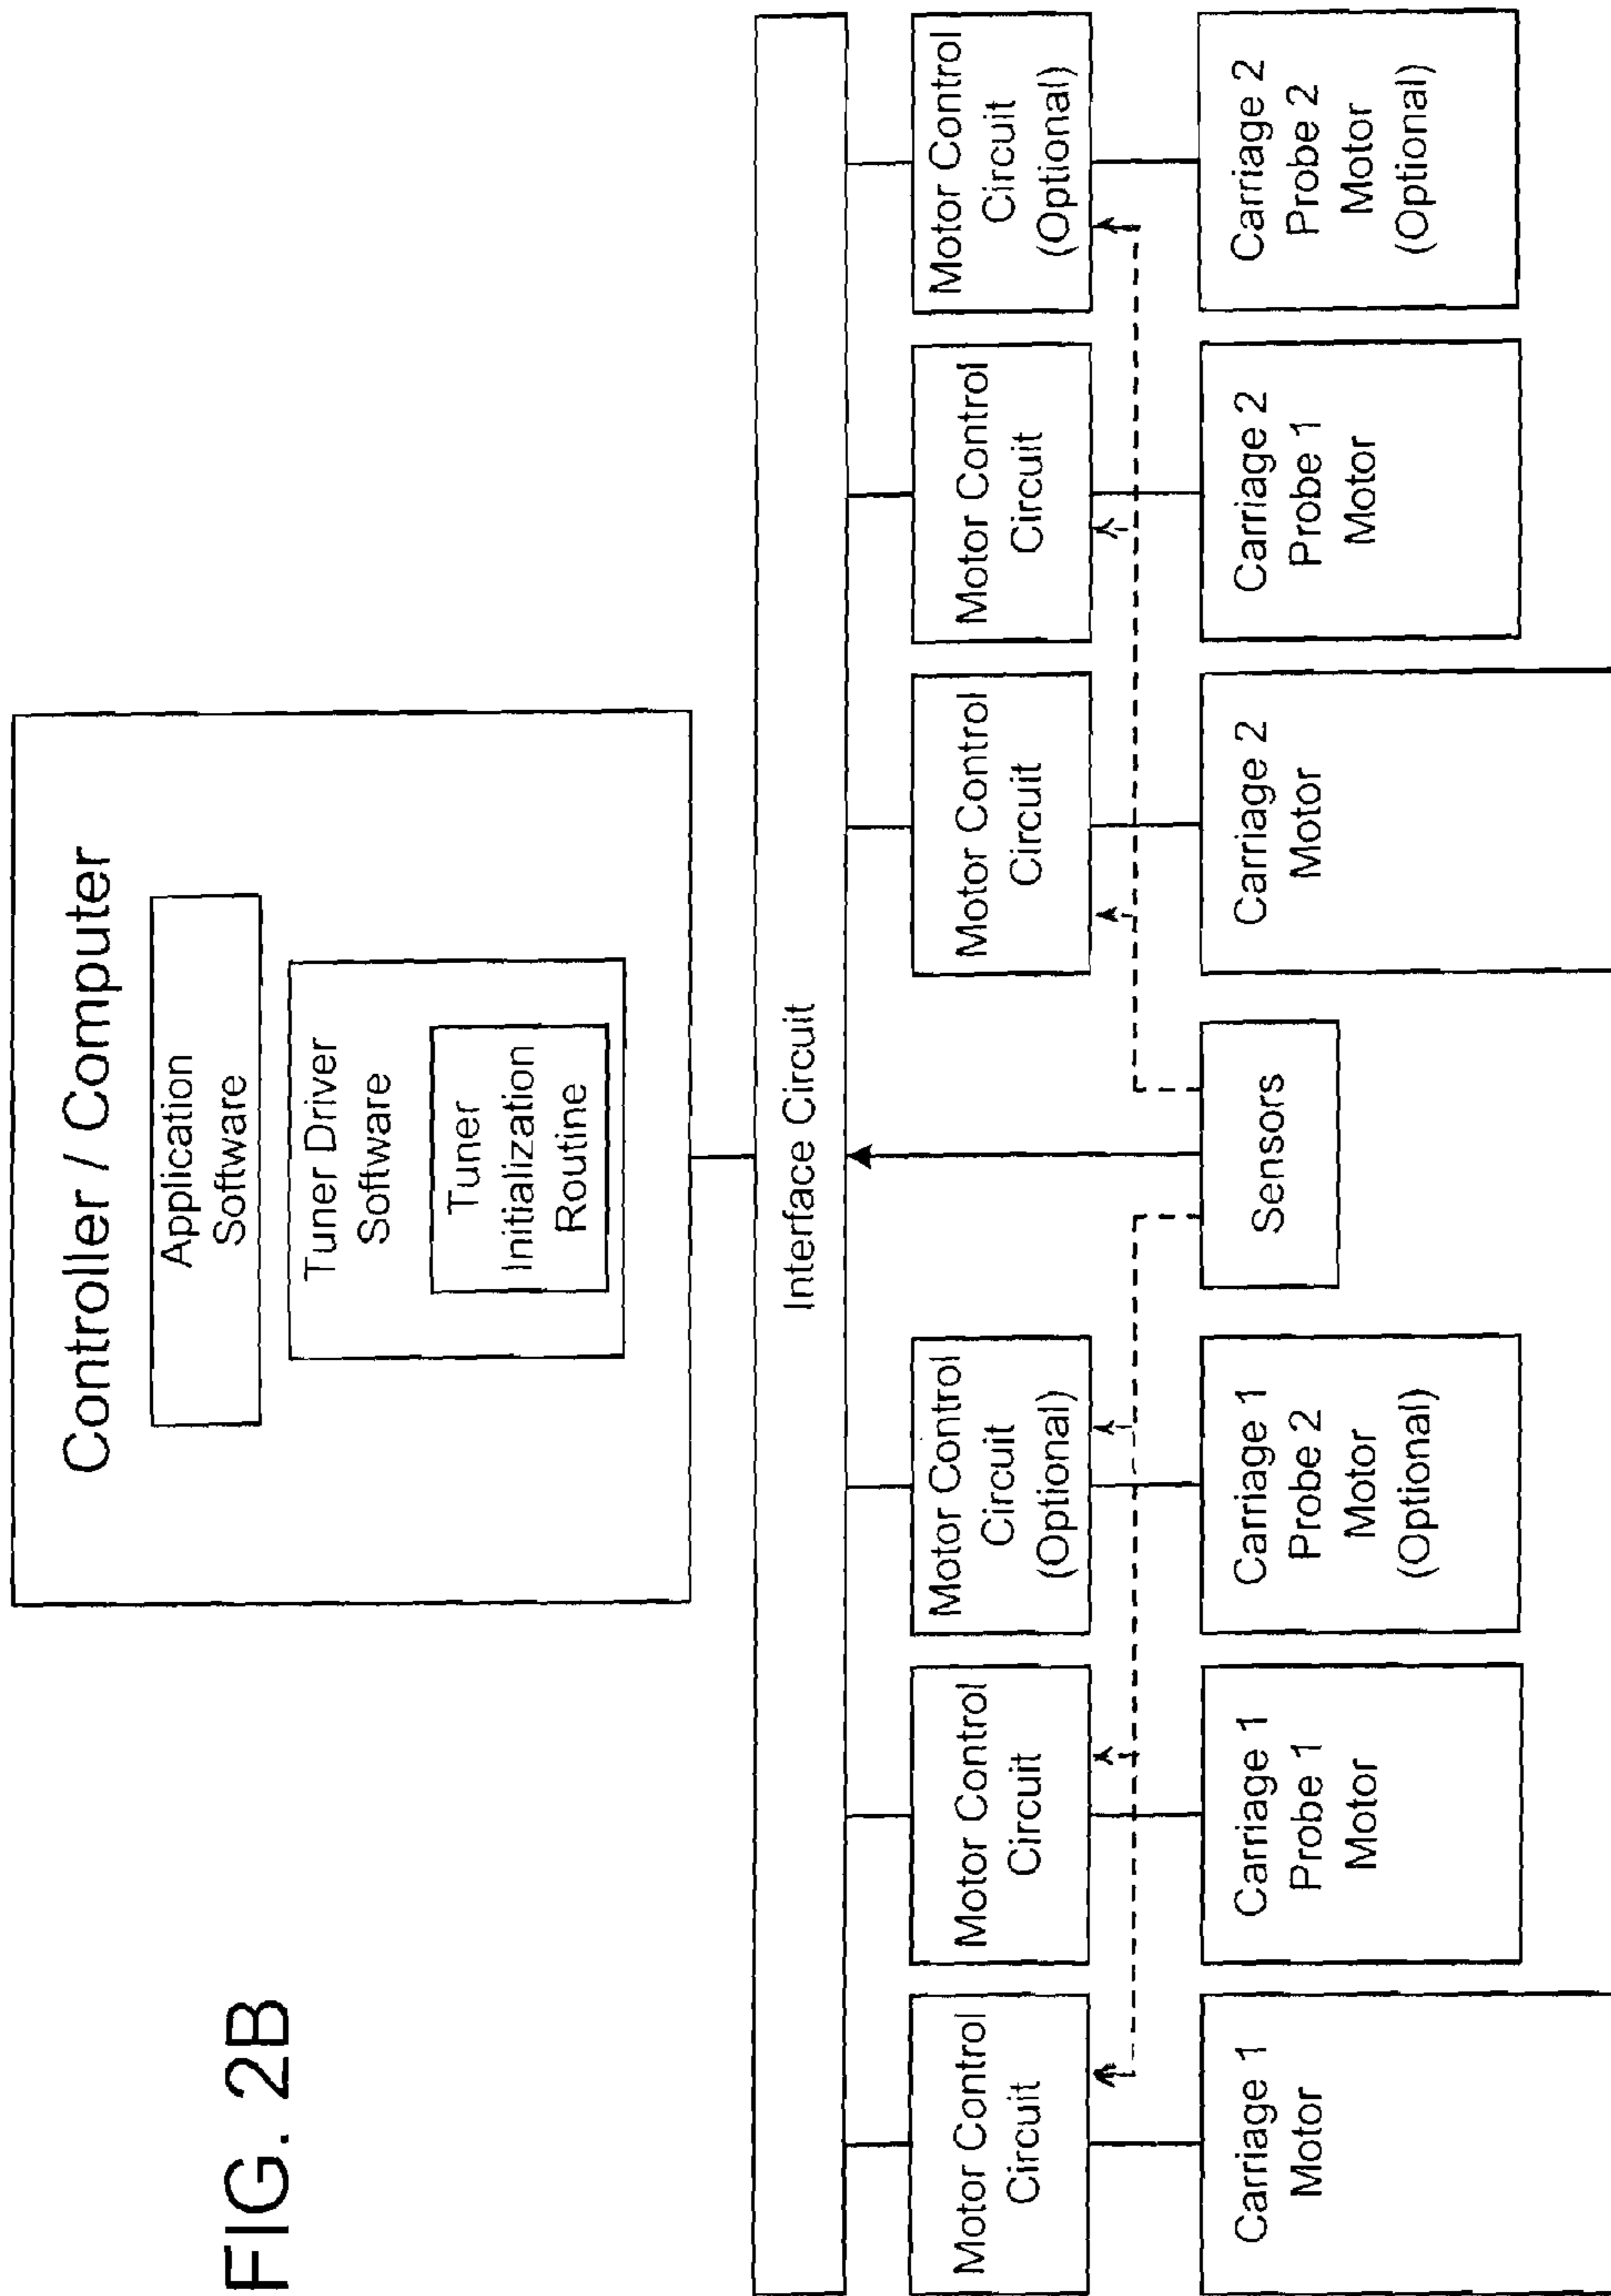 FIG. 2B
Controller / Computer
Application
Software
Tuner Driver
Software
Tuner
Initialization
Routine
Interface Circuit
Motor Control
Circuit
Motor Control
Circuit
Motor Control
Circuit
(Optional)
Motor Control
Circuit
Motor Control
Circuit
Motor Control
Circuit
(Optional)
Carriage 1
Motor
Carriage 1
Probe 1
Motor
Carriage 1
Probe 2
Motor
(Optional)
Sensors
Carriage 2
Motor
Carriage 2
Probe 1
Motor
Carriage 2
Probe 2
Motor
(Optional)